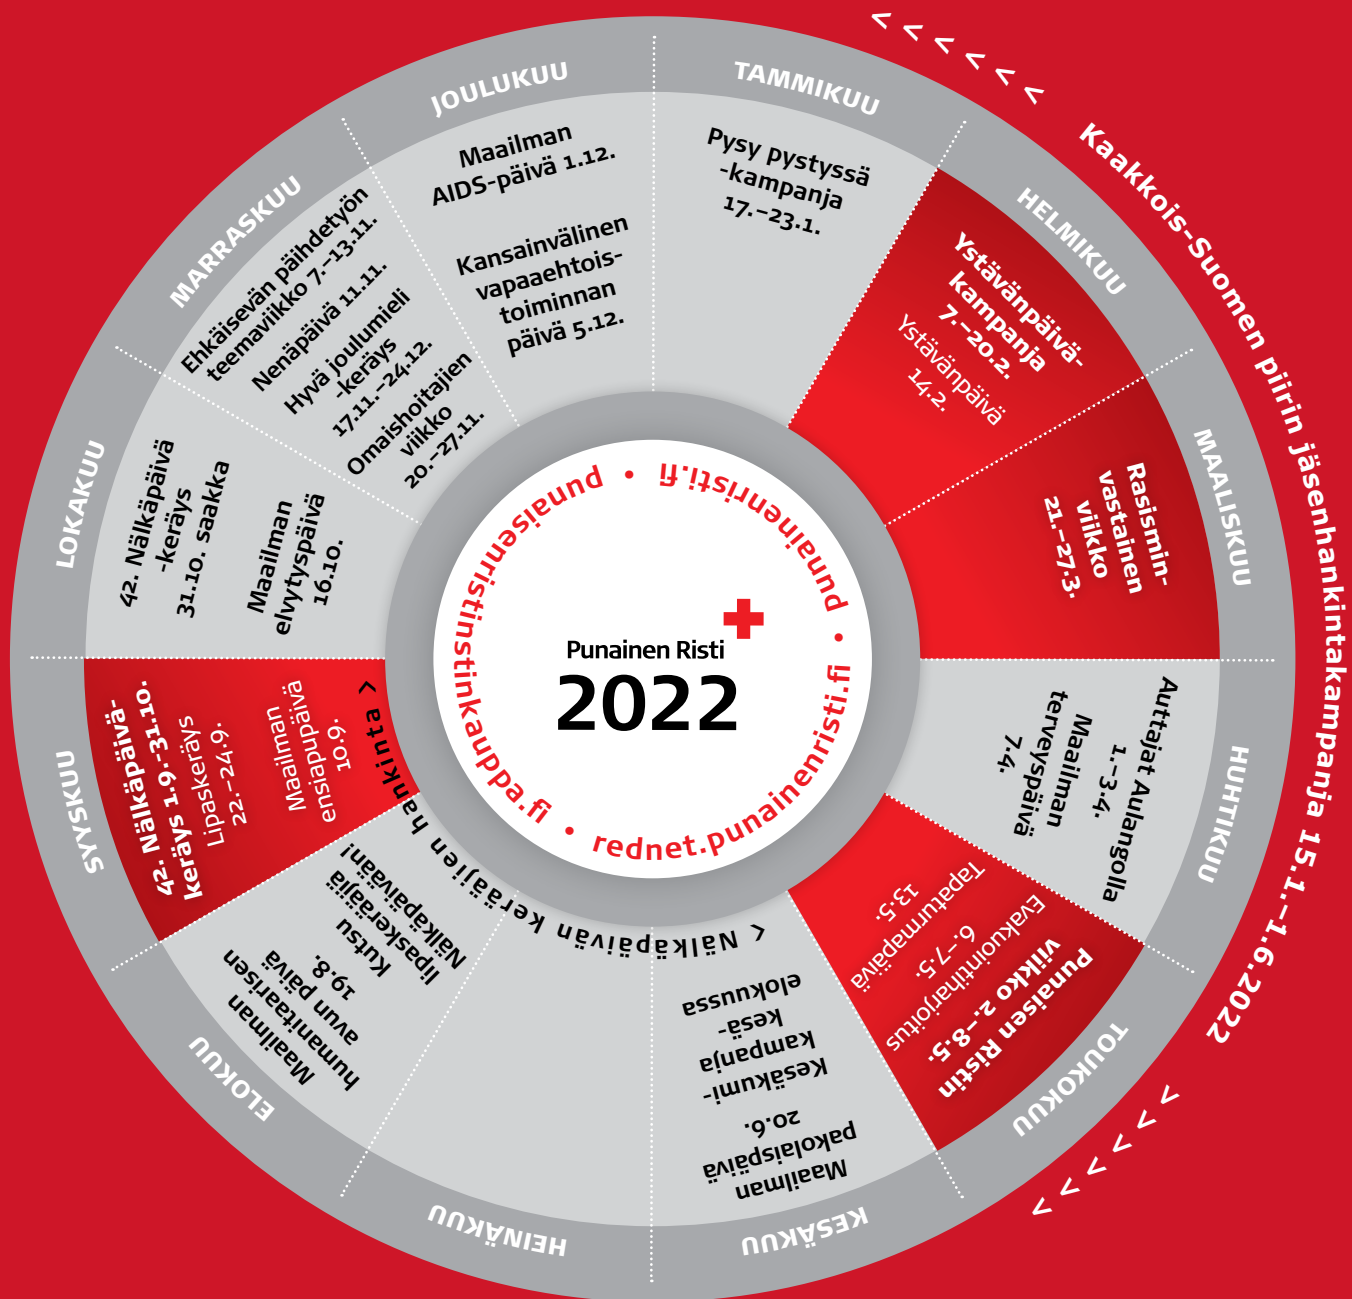 Punainen Risti
2022
punainenristi.fi • rednet.punainenristi.fi • punaisenristinstinkauppa.fi •
Kaakkois-Suomen piirin jäsenhankintakampanja 15.1.–1.6.2022
TAMMIKUU
Pysy pystyssä
-kampanja
17.–23.1.
HELMIKUU
Ystävänpäivä-
kampanja
7.–20.2.
Ystävänpäivä
14.2.
MAALISKUU
Rasismin-
vastainen
viikko
21.–27.3.
HUHTIKUU
Auttajat Aulangolla
1.–3.4.
Maailman
terveyspäivä
7.4.
TOUKOKUU
Punaisen Ristin
viikko 2.–8.5.
Evakuointiharjoitus
6.–7.5.
Tapaturmapäivä
13.5.
KESÄKUU
Maailman
pakolaispäivä
20.6.
Kesäkumi-
kampanja
kesä-
elokuussa
HEINÄKUU
ELOKUU
Maailman
humanitaarisen
avun päivä
19.8.
Kutsu
lipaskerääjiä
Nälkäpäivään!
< Nälkäpäivän kerääjien hankinta >
SYYSKUU
42. Nälkäpäivä-
keräys 1.9.-31.10.
Lipaskeräys
22.–24.9.
Maailman
ensiapupäivä
10.9.
LOKAKUU
42. Nälkäpäivä
-keräys
31.10. saakka
Maailman
elvytyspäivä
16.10.
MARRASKUU
Ehkäisevän päihdetyön
teemaviikko 7.–13.11.
Nenäpäivä 11.11.
Hyvä joulumieli
-keräys
17.11.–24.12.
Omaishoitajien
viikko
20.–27.11.
JOULUKUU
Maailman
AIDS-päivä 1.12.
Kansainvälinen
vapaaehtois-
toiminnan
päivä 5.12.